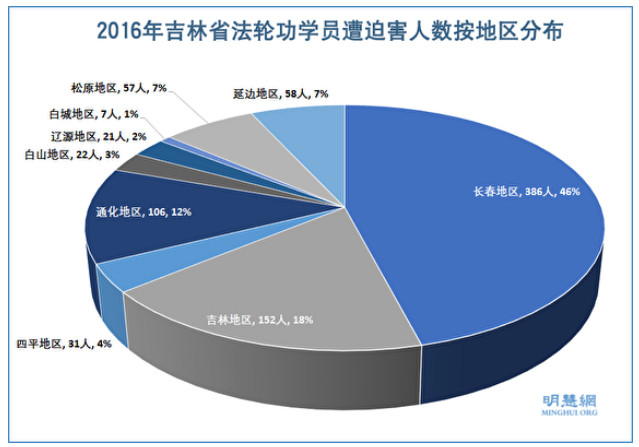 2016年吉林省法轮功学员遭迫害人数按地区分布
松原地区, 57人, 7%
延边地区, 58人, 7%
白城地区, 7人, 1%
辽源地区, 21人, 2%
白山地区, 22人, 3%
长春地区, 386人, 46%
通化地区, 106, 12%
吉林地区, 152人, 18%
四平地区, 31人, 4%
明慧網
MINGHUI.ORG